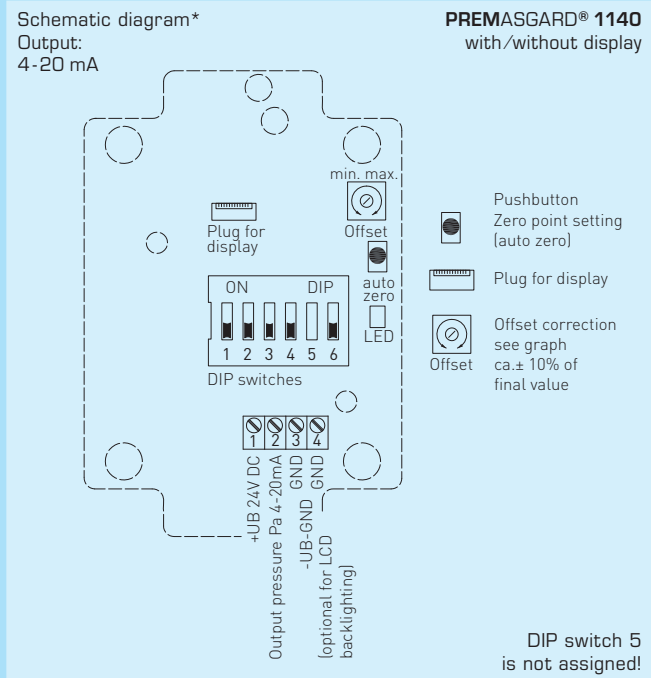 Schematic diagram*
Output:
4-20 mA
PREMASGARD® 1140
with/without display
min. max.
Offset
Plug for
display
auto
zero
LED
ON DIP
1 2 3 4 5 6
DIP switches
1 2 3 4
+UB 24V DC
Output pressure Pa 4-20mA
GND
-UB-GND
GND
(optional for LCD
backlighting)
Pushbutton
Zero point setting
(auto zero)
Plug for display
Offset
Offset correction
see graph
ca.± 10% of
final value
DIP switch 5
is not assigned!